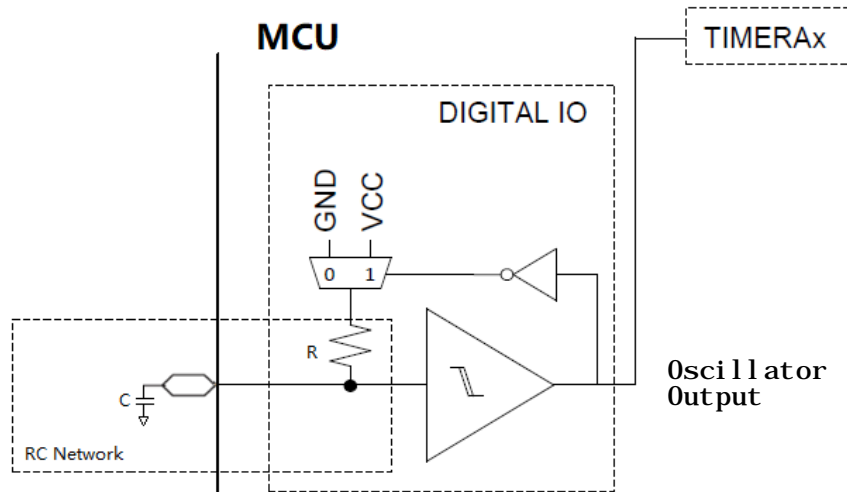 MCU
TIMERAx
DIGITAL IO
GND
VCC
0
1
R
C
RC Network
Oscillator
Output